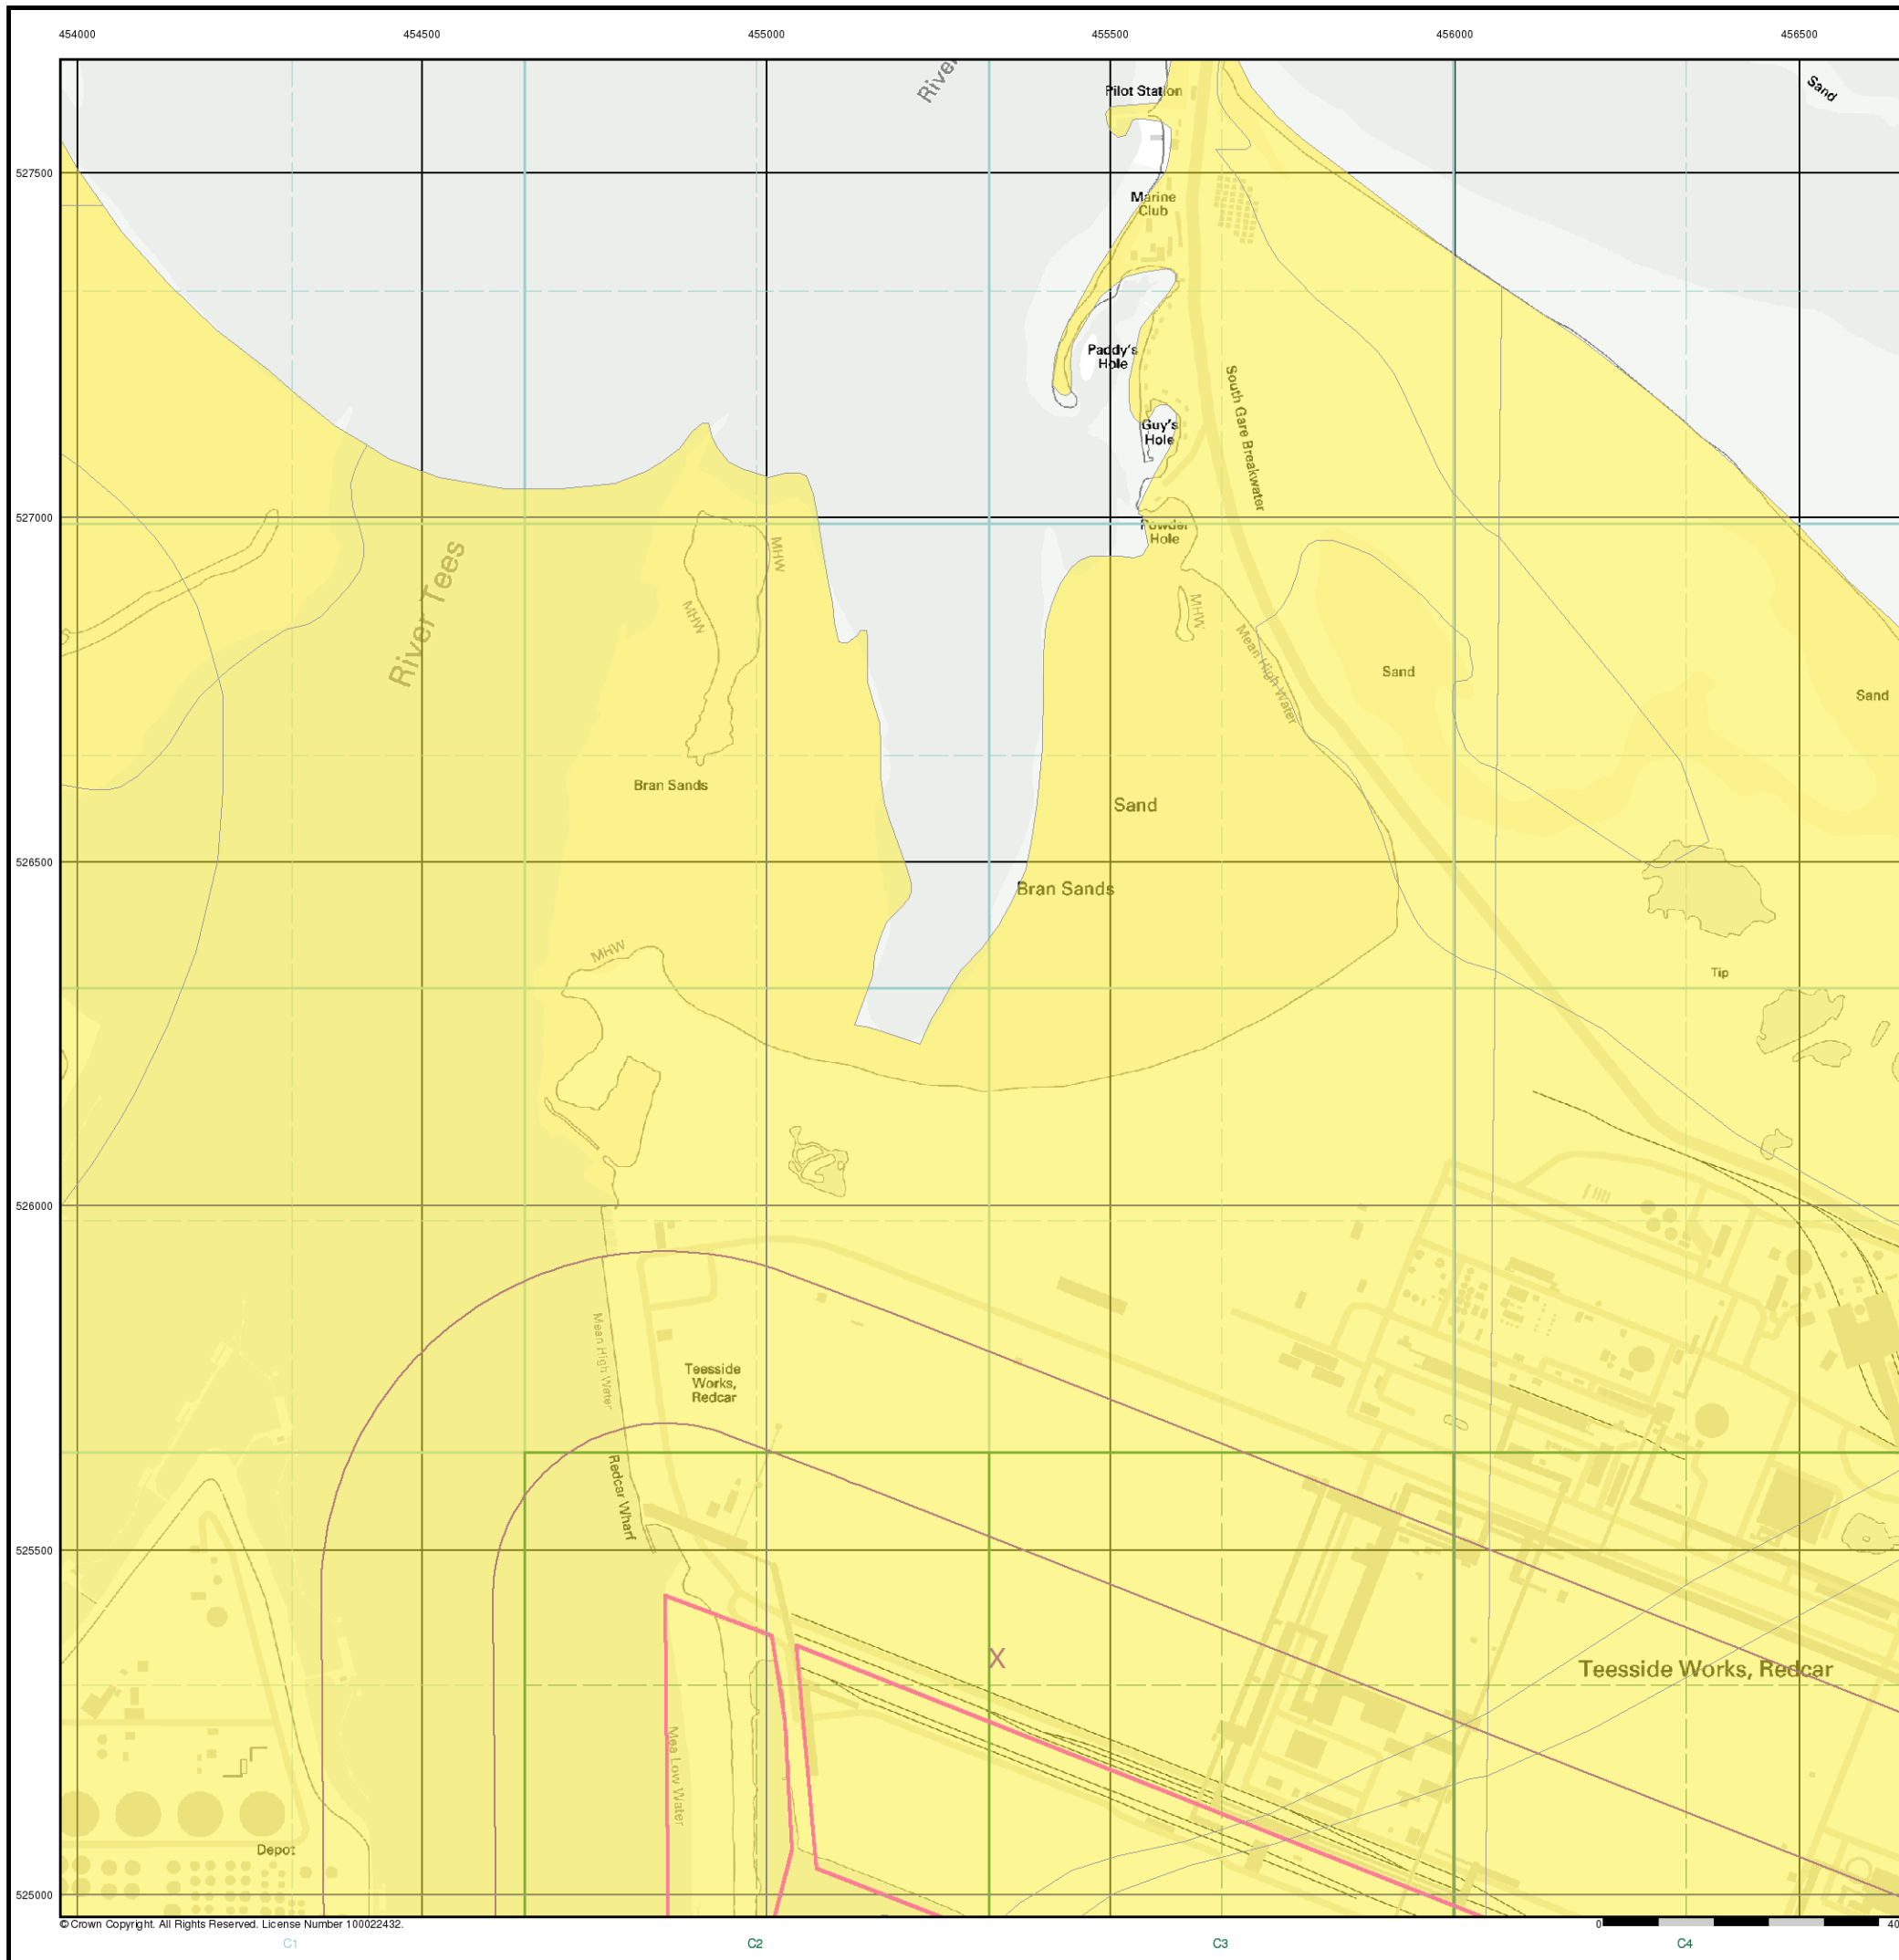 454000
454500
455000
455500
456000
456500
River
Pilot Station
Sand
527500
Marine
Club
Paddy's
Hole
South Gare Breakwater
Guy's
Hole
527000
Powder
Hole
River Tees
MHW
MHW
MHW
Mean High Water
Sand
Sand
Bran Sands
Sand
526500
Bran Sands
MHW
Tip
526000
Mean High Water
Teesside
Works,
Redcar
Redcar Wharf
525500
X
Teesside Works, Redcar
Mea Low Water
Depot
525000
© Crown Copyright. All Rights Reserved. License Number 100022432.
0
40
C1
C2
C3
C4